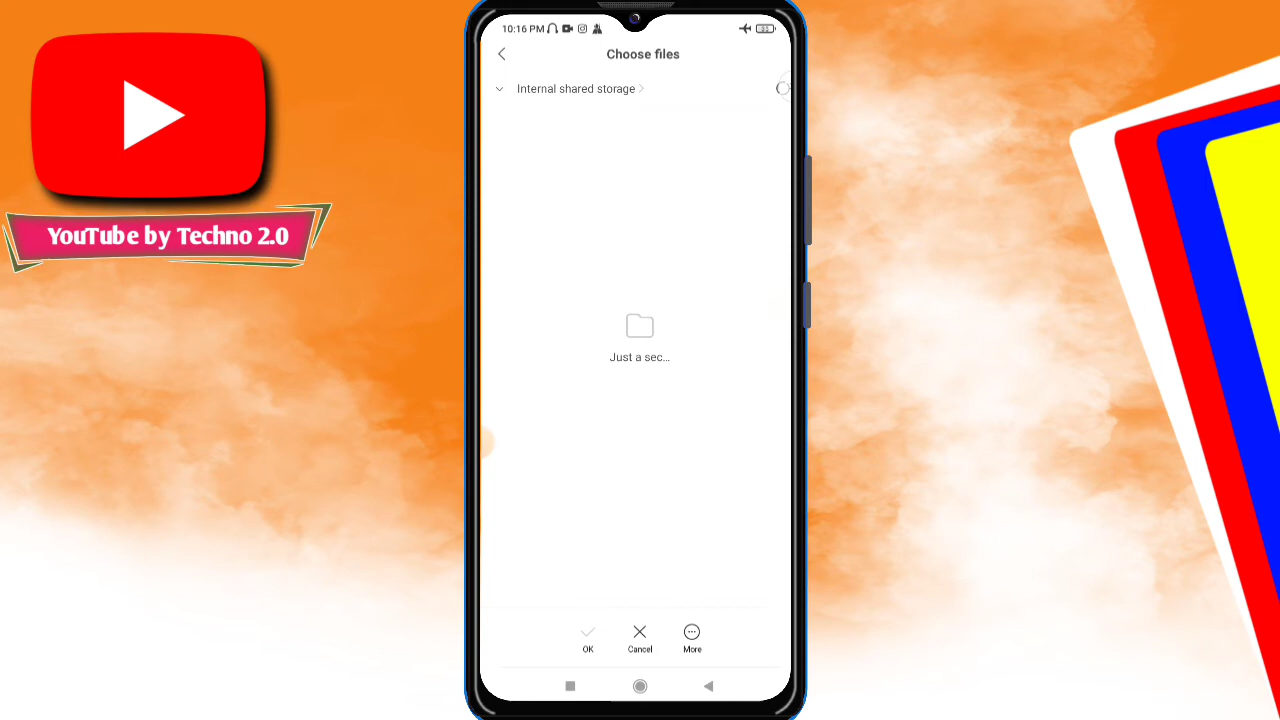 YouTube by Techno 2.0
10:16 PM
Choose files
Internal shared storage
Just a sec...
OK
Cancel
More